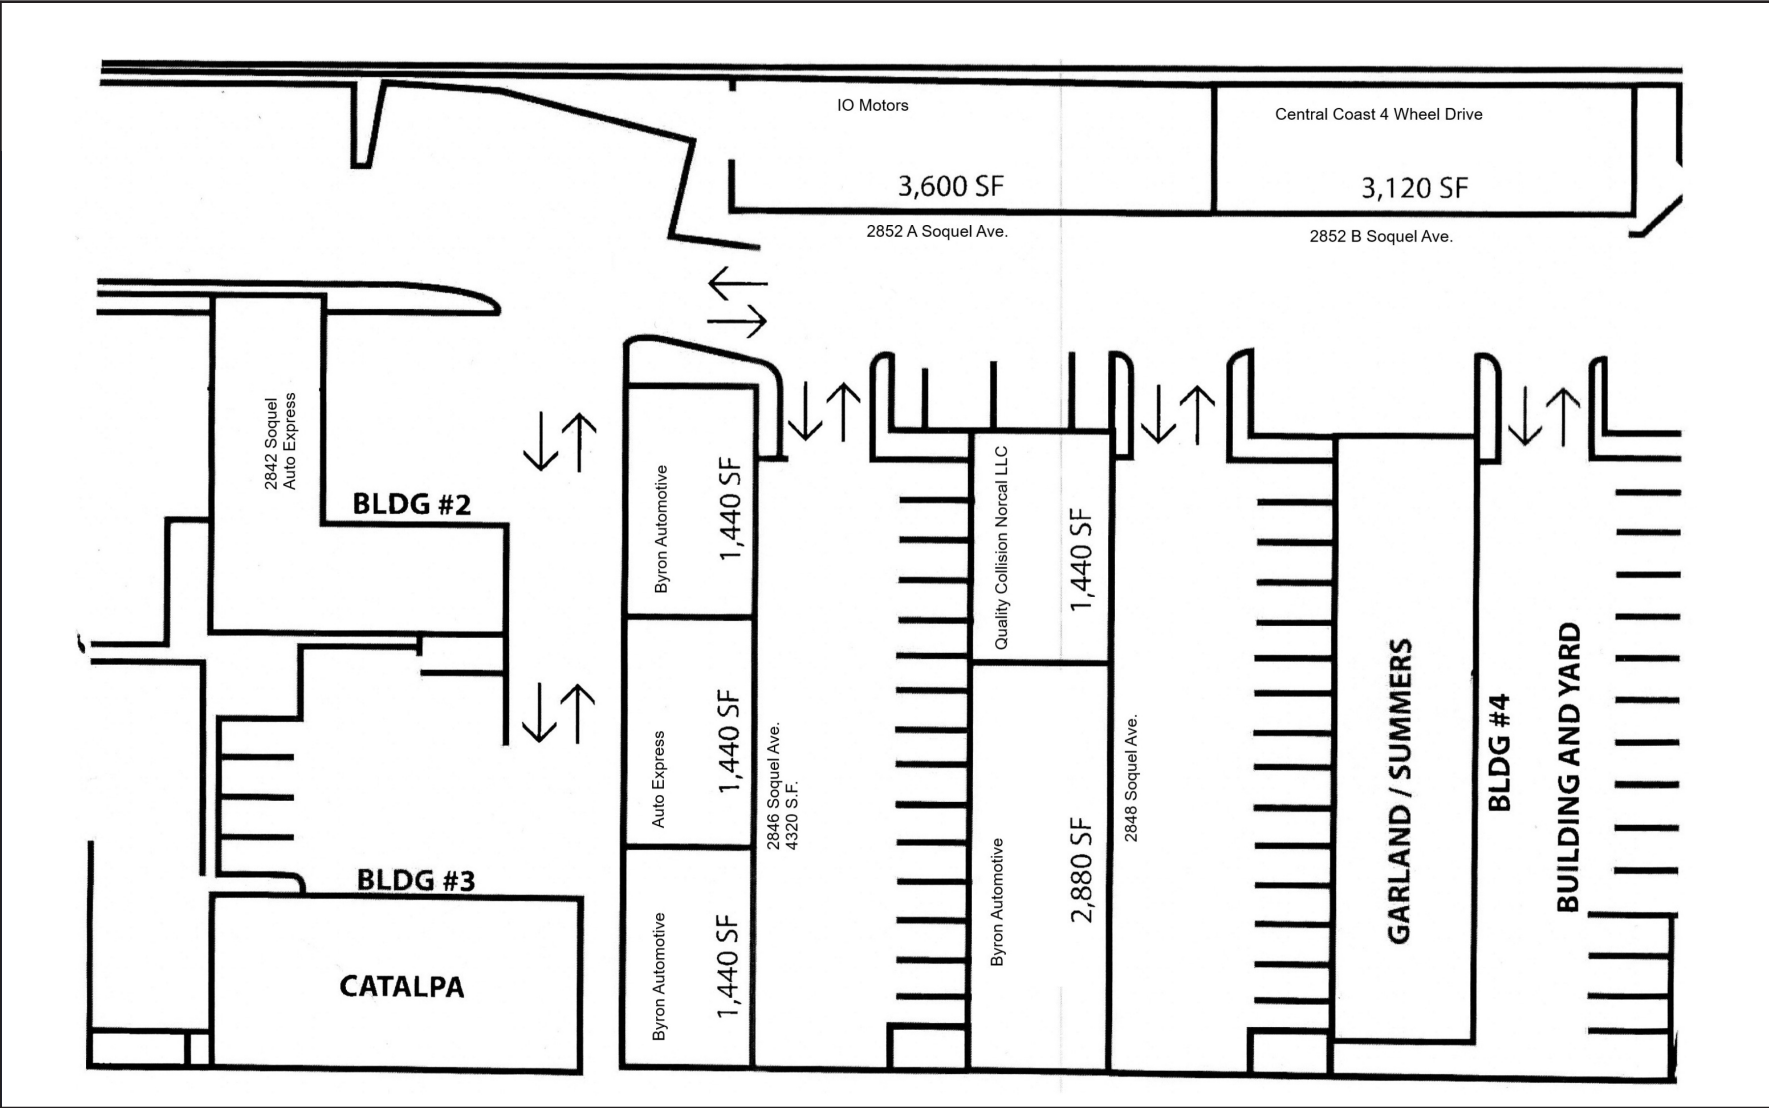 IO Motors
3,600 SF
2852 A Soquel Ave.
Central Coast 4 Wheel Drive
3,120 SF
2852 B Soquel Ave.
2842 Soquel
Auto Express
BLDG #2
BLDG #3
CATALPA
Byron Automotive
1,440 SF
Auto Express
1,440 SF
Byron Automotive
1,440 SF
2846 Soquel Ave.
4320 S.F.
Quality Collision Norcal LLC
1,440 SF
Byron Automotive
2,880 SF
2848 Soquel Ave.
GARLAND / SUMMERS
BLDG #4
BUILDING AND YARD